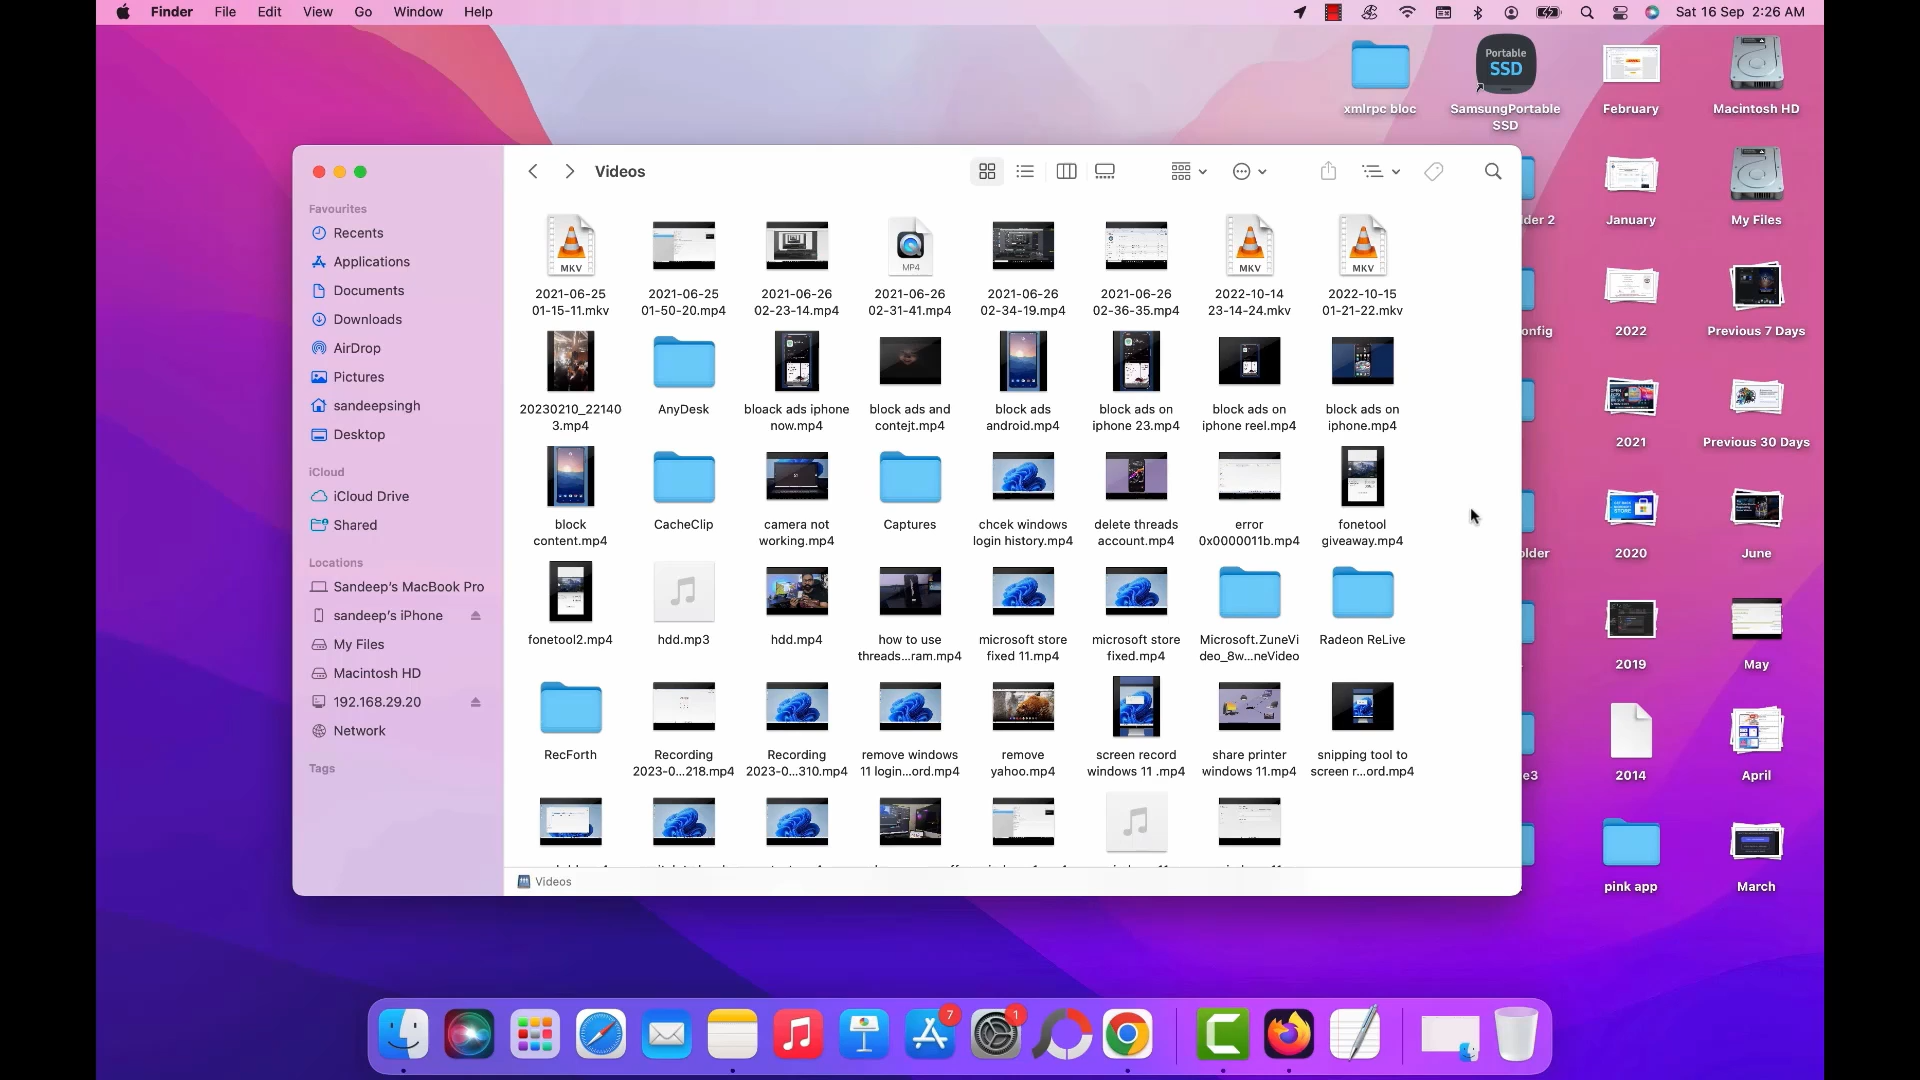 Finder File Edit View Go Window Help
Sat 16 Sep 2:26 AM
Portable
SSD
xmlrpc bloc
SamsungPortable
SSD
February
Macintosh HD
January
My Files
2022
Previous 7 Days
2021
Previous 30 Days
2020
June
2019
May
2014
April
pink app
March
lder 2
onfig
older
e3
Videos
Favourites
Recents
Applications
Documents
Downloads
AirDrop
Pictures
sandeepsingh
Desktop
iCloud
iCloud Drive
Shared
Locations
Sandeep's MacBook Pro
sandeep's iPhone
My Files
Macintosh HD
192.168.29.20
Network
Tags
MKV
MP4
MKV
MKV
2021-06-25
01-15-11.mkv
2021-06-25
01-50-20.mp4
2021-06-26
02-23-14.mp4
2021-06-26
02-31-41.mp4
2021-06-26
02-34-19.mp4
2021-06-26
02-36-35.mp4
2022-10-14
23-14-24.mkv
2022-10-15
01-21-22.mkv
20230210_22140
3.mp4
AnyDesk
bloack ads iphone
now.mp4
block ads and
contejt.mp4
block ads
android.mp4
block ads on
iphone 23.mp4
block ads on
iphone reel.mp4
block ads on
iphone.mp4
block
content.mp4
CacheClip
camera not
working.mp4
Captures
chcek windows
login history.mp4
delete threads
account.mp4
error
0x0000011b.mp4
fonetool
giveaway.mp4
fonetool2.mp4
hdd.mp3
hdd.mp4
how to use
threads...ram.mp4
microsoft store
fixed 11.mp4
microsoft store
fixed.mp4
Microsoft.ZuneVi
deo_8w...neVideo
Radeon ReLive
RecForth
Recording
2023-0...218.mp4
Recording
2023-0...310.mp4
remove windows
11 login...ord.mp4
remove
yahoo.mp4
screen record
windows 11 .mp4
share printer
windows 11.mp4
snipping tool to
screen r...ord.mp4
Videos
7
1